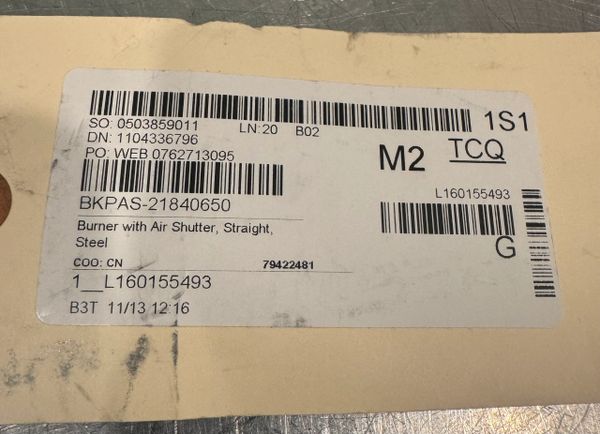 1S1
SO: 0503859011 LN: 20 B02
DN: 1104336796
PO: WEB 0762713095
M2 TCQ
L160155493
BKPAS-21840650
G
Burner with Air Shutter, Straight,
Steel
COO: CN 79422481
1__L160155493
B3T 11/13 12:16